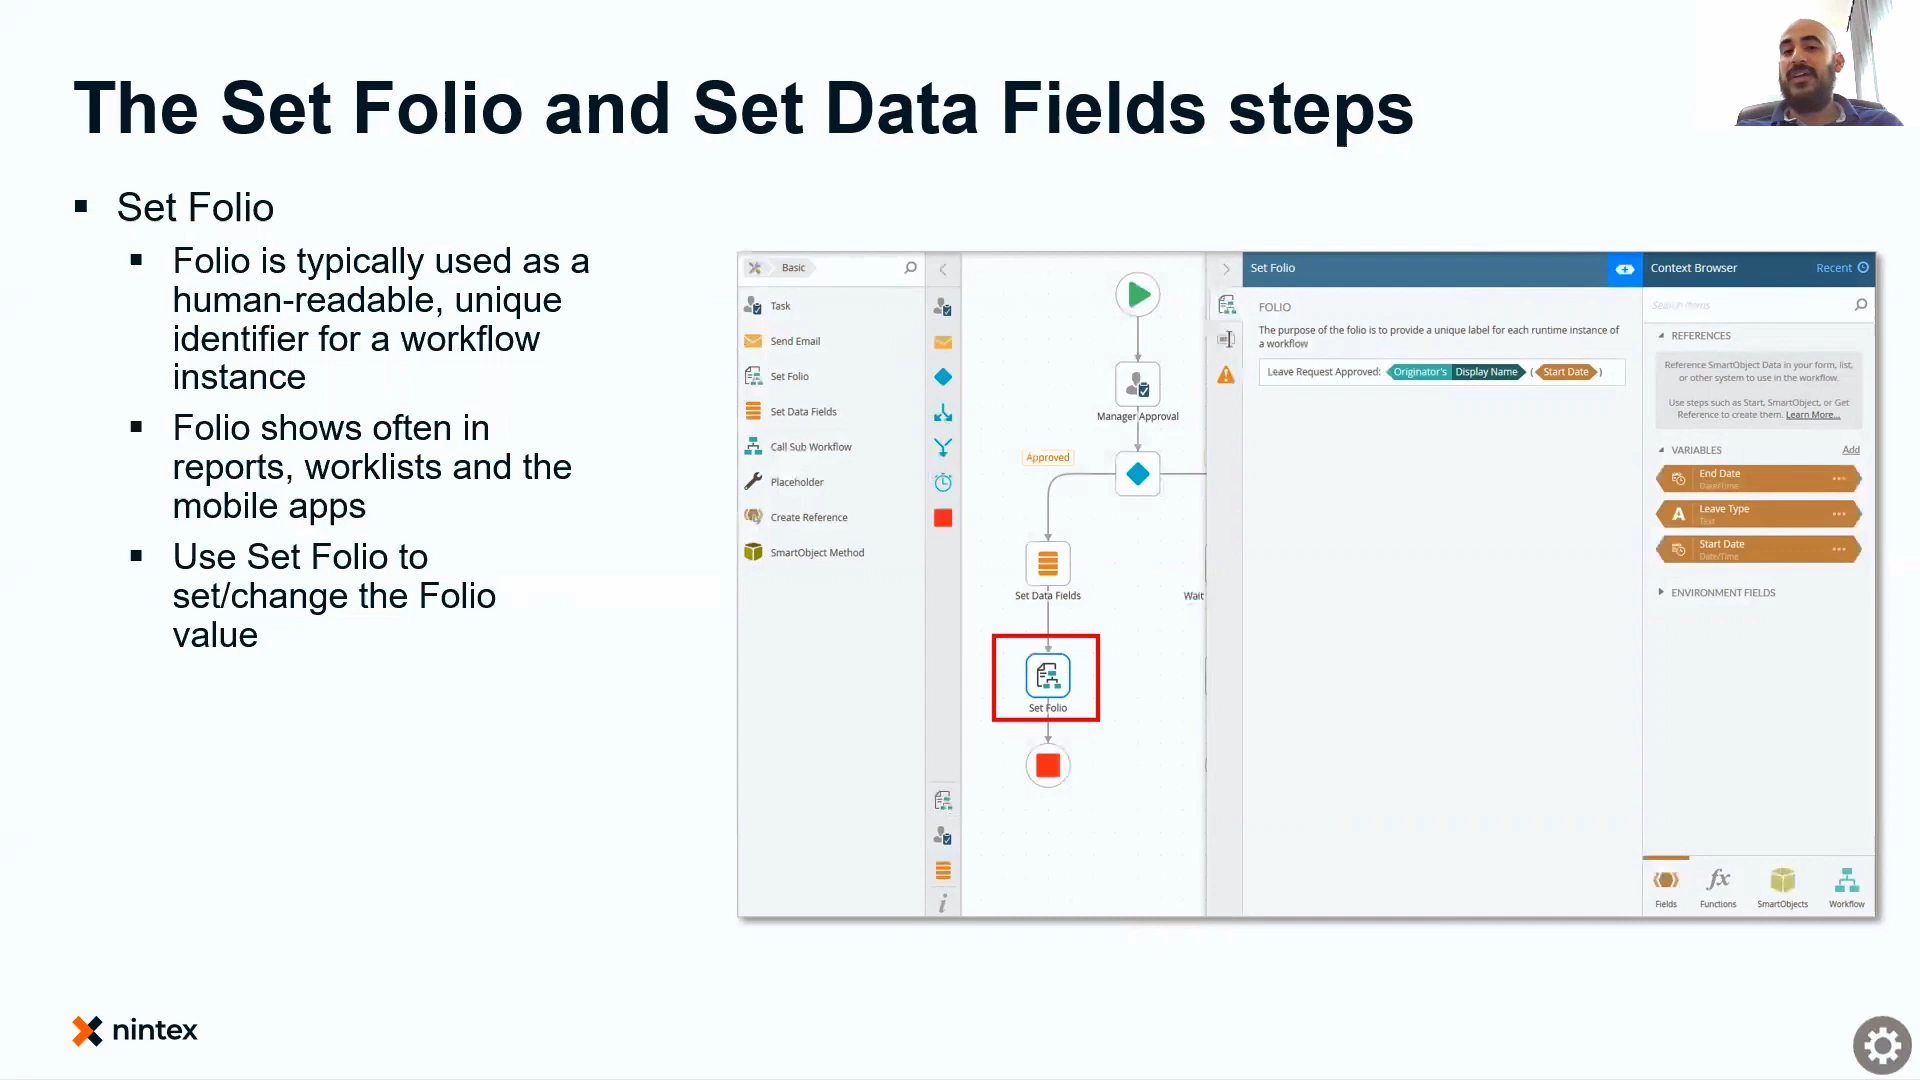 The Set Folio and Set Data Fields steps
Set Folio
Folio is typically used as a
human-readable, unique
identifier for a workflow
instance
Folio shows often in
reports, worklists and the
mobile apps
Use Set Folio to
set/change the Folio
value
Basic
Task
Send Email
Set Folio
Set Data Fields
Call Sub Workflow
Placeholder
Create Reference
SmartObject Method
Manager Approval
Approved
Set Data Fields
Wait
Set Folio
Set Folio
FOLIO
The purpose of the folio is to provide a unique label for each runtime instance of
a workflow
Leave Request Approved: Originator's Display Name ( Start Date )
Context Browser Recent
Search Items
REFERENCES
Reference SmartObject Data in your form, list,
or other system to use in the workflow.
Use steps such as Start, SmartObject, or Get
Reference to create them. Learn More...
VARIABLES Add
End Date
Date/Time
Leave Type
Text
Start Date
Date/Time
ENVIRONMENT FIELDS
Fields Functions SmartObjects Workflow
nintex